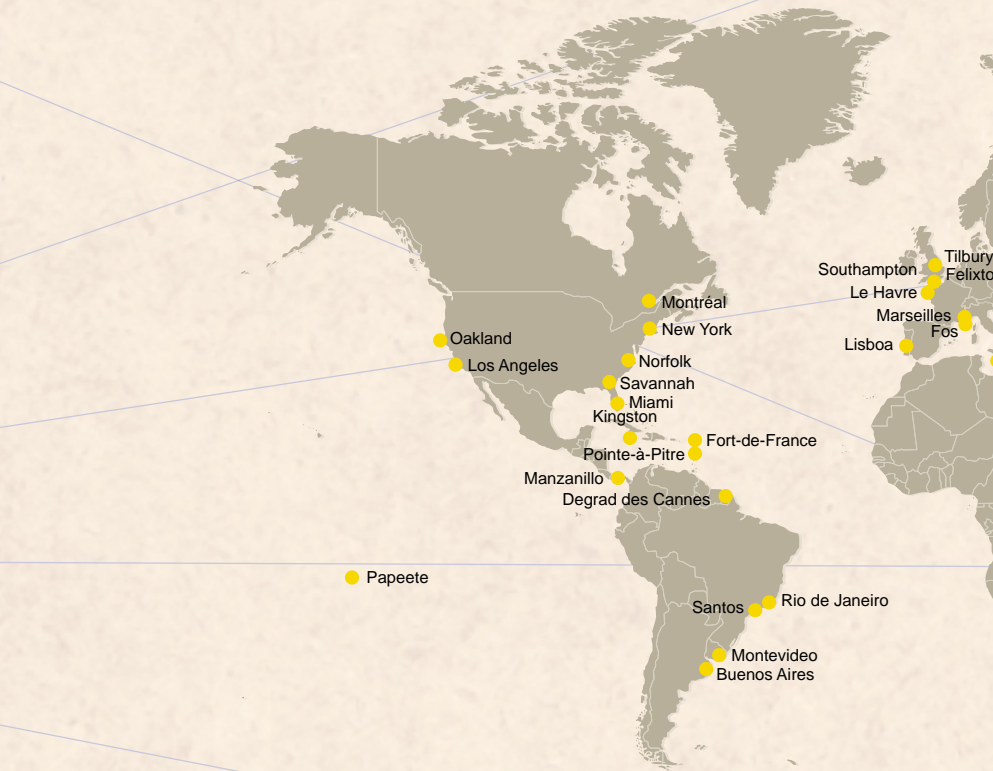 Tilbury
Southampton
Felixto
Le Havre
Montréal
Marseilles
New York
Fos
Oakland
Lisboa
Norfolk
Los Angeles
Savannah
Miami
Kingston
Fort-de-France
Pointe-à-Pitre
Manzanillo
Degrad des Cannes
Papeete
Rio de Janeiro
Santos
Montevideo
Buenos Aires